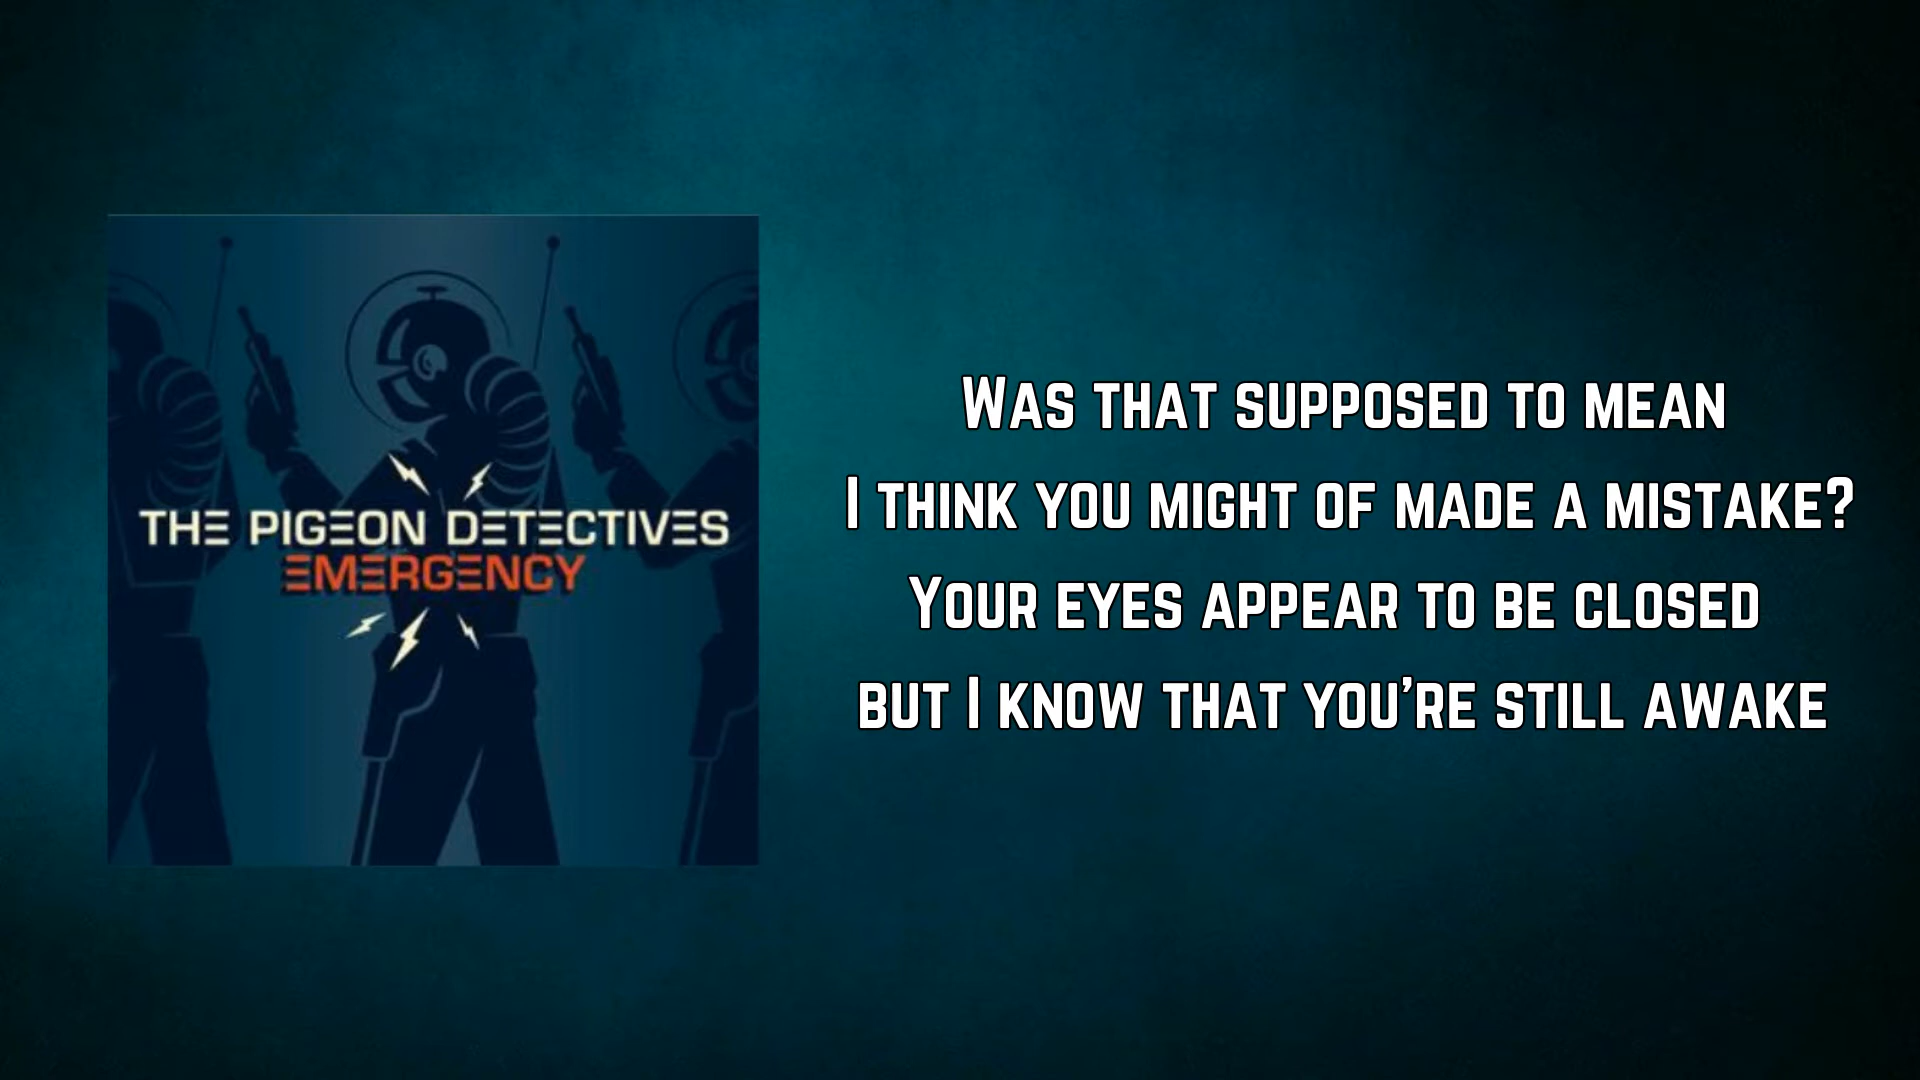 THE PIGEON DETECTIVES
EMERGENCY
Was that supposed to mean
I think you might of made a mistake?
Your eyes appear to be closed
but I know that you're still awake